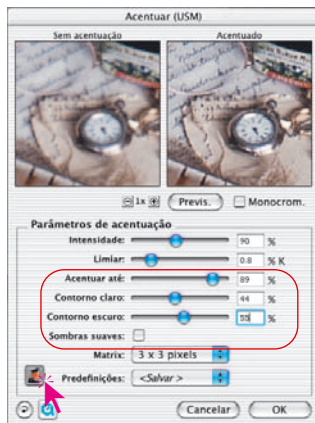 Acentuar (USM)
Sem acentuação
Acentuado
1x
Previs.
Monocrom.
Parâmetros de acentuação
Intensidade: 90 %
Limiar: 0.8 % K
Acentuar até: 89 %
Contorno claro: 44 %
Contorno escuro: 55 %
Sombras suaves:
Matrix: 3 x 3 pixels
Predefinições: <Salvar >
Cancelar
OK